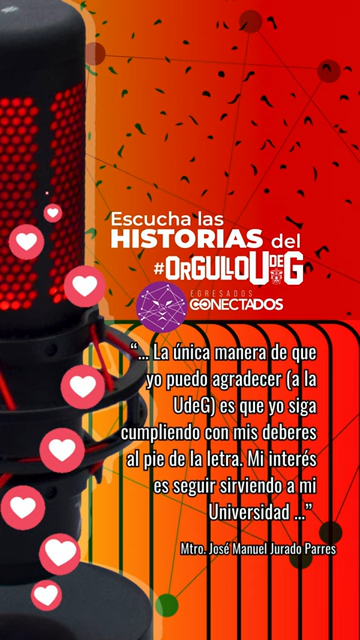 Escucha las
HISTORIAS del
#ORGULLOUDEG
EGRESADOS
CONECTADOS
“... La única manera de que
yo puedo agradecer (a la
UdeG) es que yo siga
cumpliendo con mis deberes
al pie de la letra. Mi interés
es seguir sirviendo a mi
Universidad ...”
Mtro. José Manuel Jurado Parres